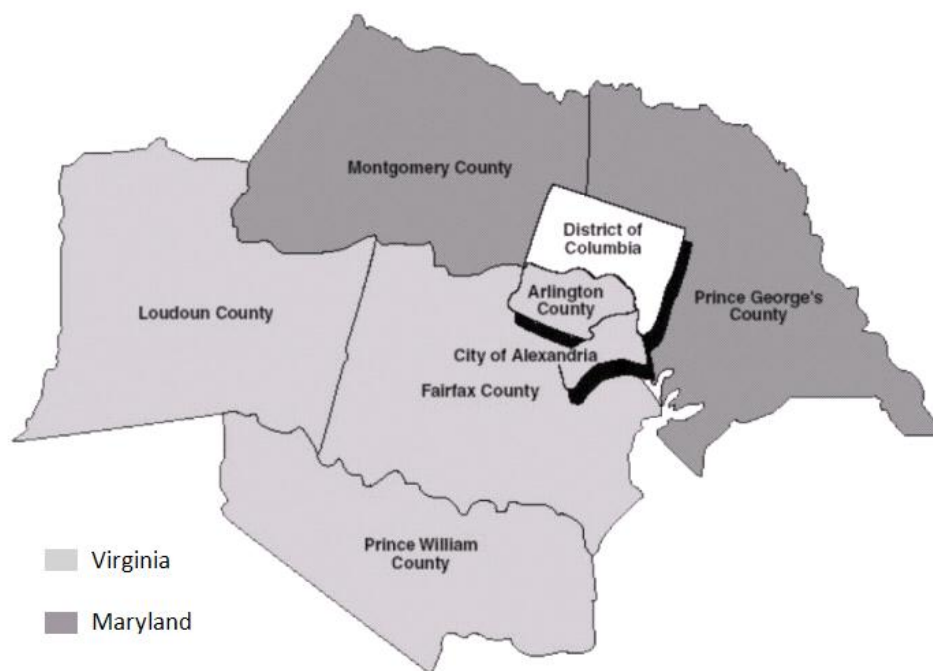 Montgomery County
District of
Columbia
Arlington
County
Prince George's
County
Loudoun County
City of Alexandria
Fairfax County
Prince William
County
Virginia
Maryland